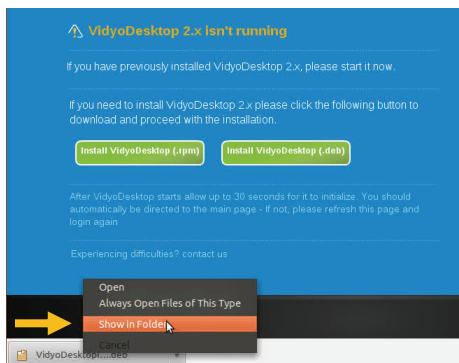 VidyoDesktop 2.x isn't running
If you have previously installed VidyoDesktop 2.x, please start it now.
If you need to install VidyoDesktop 2.x please click the following button to
download and proceed with the installation.
Install VidyoDesktop (.rpm) Install VidyoDesktop (.deb)
After VidyoDesktop starts allow up to 30 seconds for it to initialize. You should
automatically be directed to the main page - If not, please refresh this page and
login again
Experiencing difficulties? contact us
Open
Always Open Files of This Type
Show in Folder
Cancel
VidyoDesktopI....deb